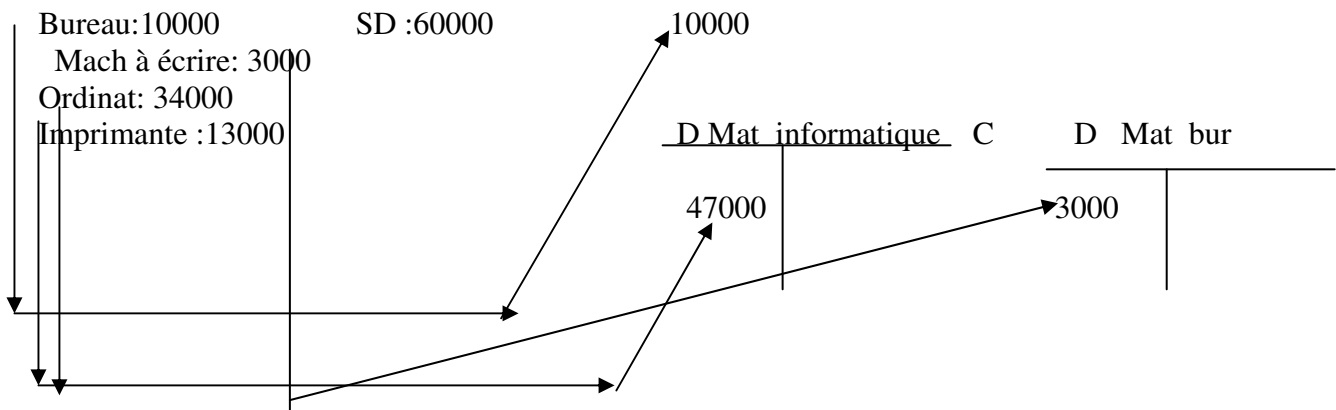 Bureau:10000 SD :60000 10000
Mach à écrire: 3000
Ordinat: 34000
Imprimante :13000 D Mat informatique C D Mat bur
47000 3000